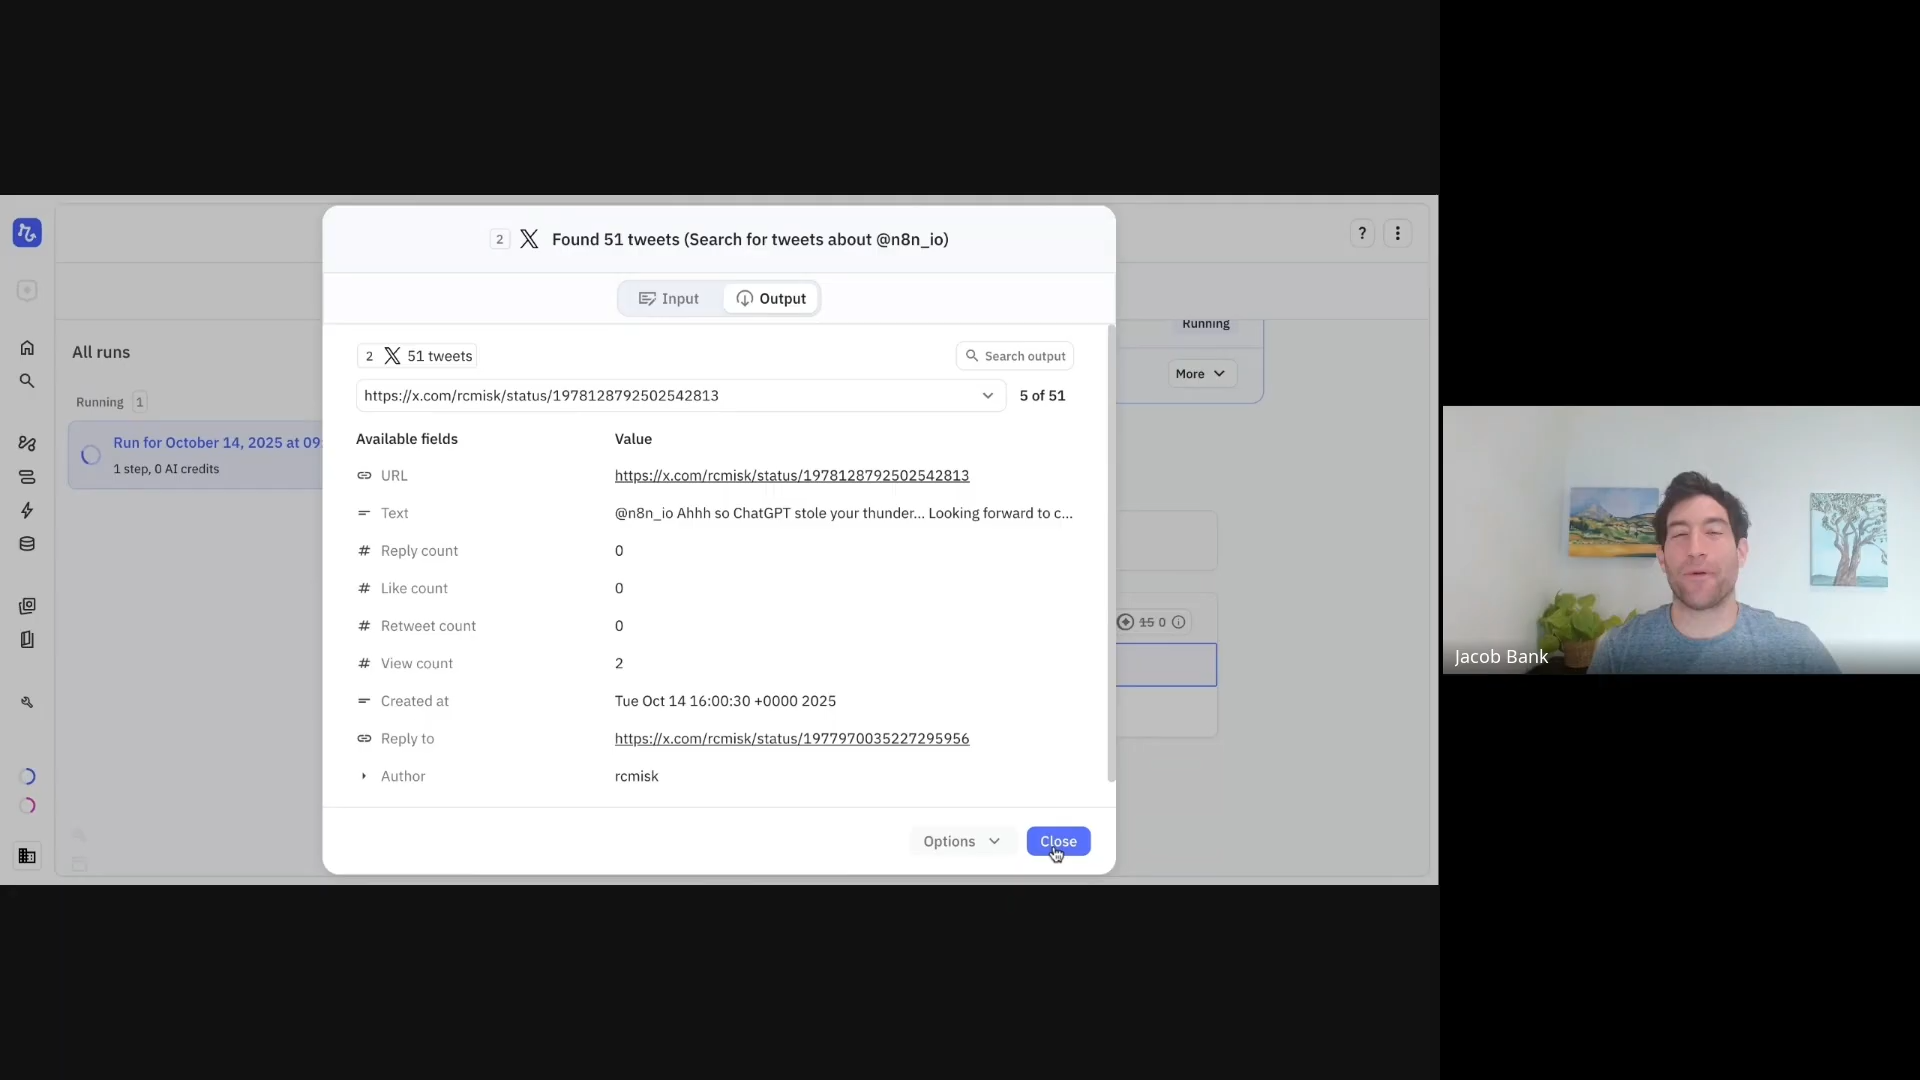 2 Found 51 tweets (Search for tweets about @n8n_io)
?
Input Output
Running
All runs
2 51 tweets
Search output
More
https://x.com/rcmisk/status/1978128792502542813 5 of 51
Running 1
Available fields Value
Run for October 14, 2025 at 09:
1 step, 0 AI credits
URL https://x.com/rcmisk/status/1978128792502542813
Text @n8n_io Ahhh so ChatGPT stole your thunder... Looking forward to c...
# Reply count 0
# Like count 0
# Retweet count 0
15 0
# View count 2
Created at Tue Oct 14 16:00:30 +0000 2025
Reply to https://x.com/rcmisk/status/1977970035227295956
Author rcmisk
Options Close
Jacob Bank